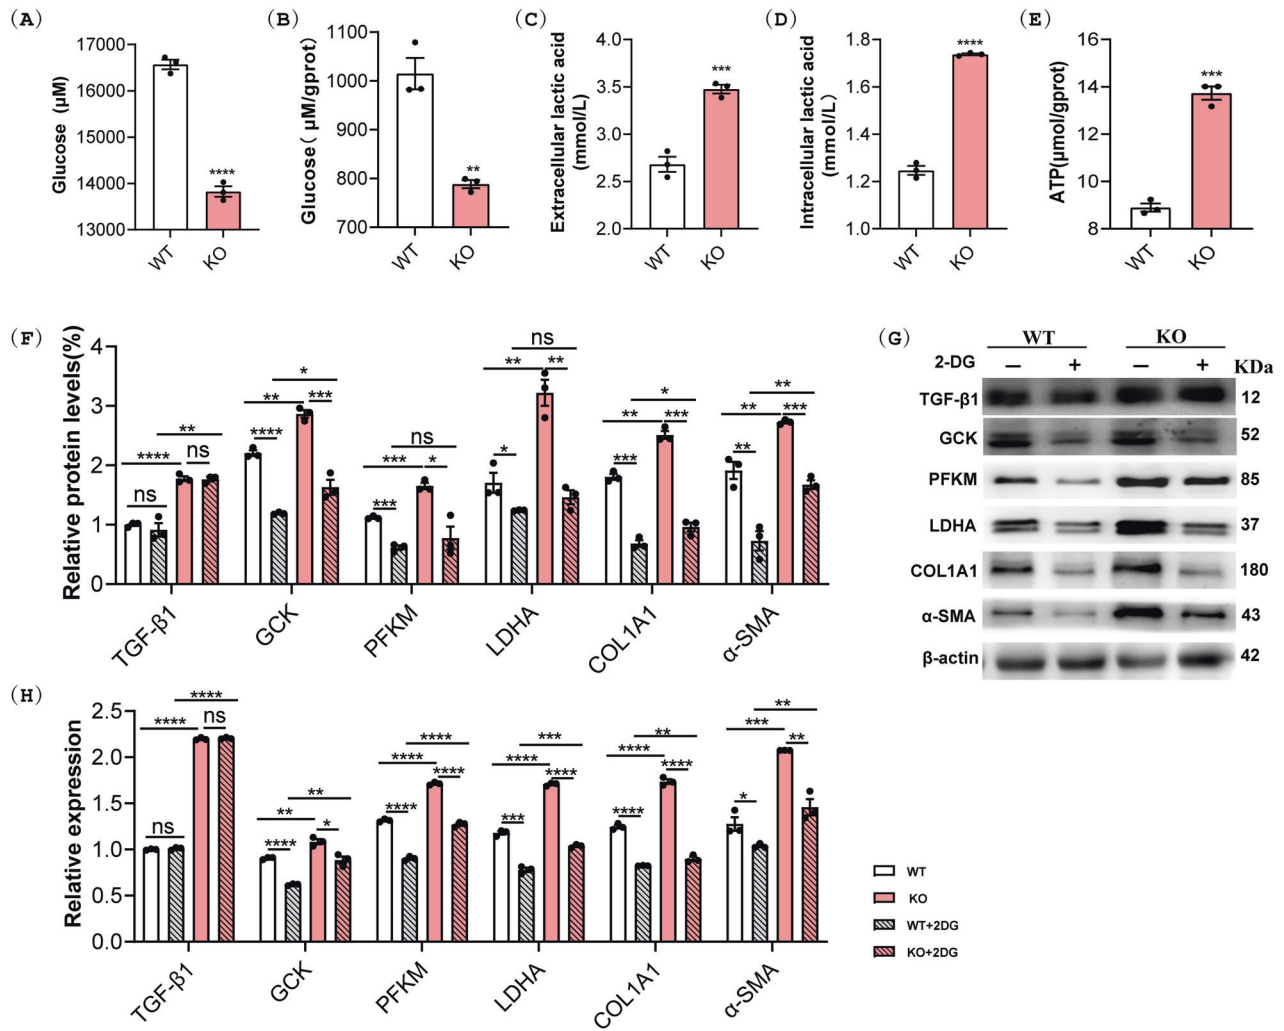 (A)
Glucose (μM)
17000
16000
15000
14000
13000
****
WT
KO
(B)
Glucose( μM/gprot)
1100
1000
900
800
700
**
WT
KO
(C)
Extracellular lactic acid
(mmol/L)
4.0
3.5
3.0
2.5
2.0
***
WT
KO
(D)
Intracellular lactic acid
(mmol/L)
1.8
1.6
1.4
1.2
1.0
****
WT
KO
(E)
ATP(μmol/gprot)
16
14
12
10
8
***
WT
KO
(F)
Relative protein levels(%)
4
3
2
1
0
** **** ns ns
* ** *** ****
ns *** * ***
ns ** ** *
* ** *** ***
** ** *** **
TGF-β1
GCK
PFKM
LDHA
COL1A1
α-SMA
(G)
WT KO
2-DG − + − + KDa
TGF-β1 12
GCK 52
PFKM 85
LDHA 37
COL1A1 180
α-SMA 43
β-actin 42
(H)
Relative expression
2.5
2.0
1.5
1.0
0.5
0.0
**** **** ns ns
** ** * ****
**** **** **** ****
*** **** **** ***
** **** **** ****
** *** ** *
TGF-β1
GCK
PFKM
LDHA
COL1A1
α-SMA
WT
KO
WT+2DG
KO+2DG